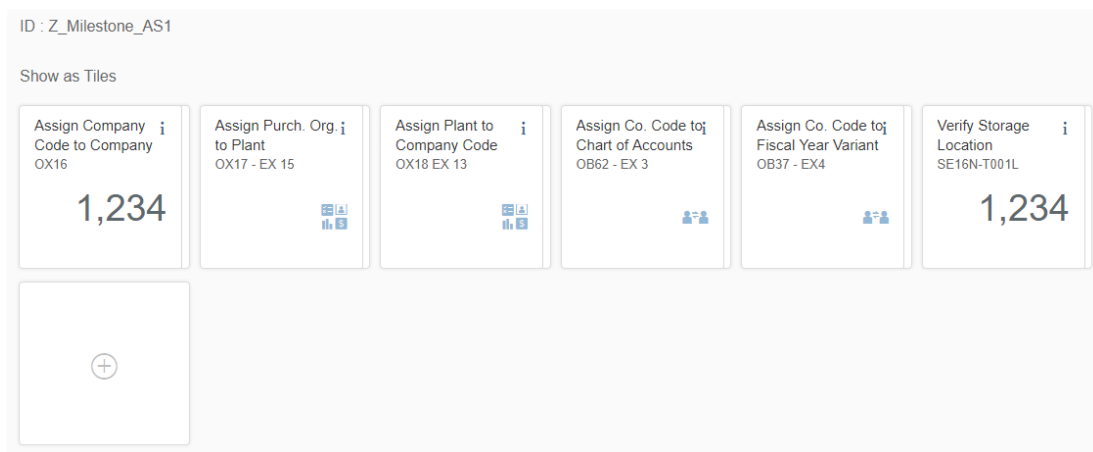 ID : Z_Milestone_AS1
Show as Tiles
Assign Company
Code to Company
OX16
1,234
Assign Purch. Org.
to Plant
OX17 - EX 15
Assign Plant to
Company Code
OX18 EX 13
Assign Co. Code to
Chart of Accounts
OB62 - EX 3
Assign Co. Code to
Fiscal Year Variant
OB37 - EX4
Verify Storage
Location
SE16N-T001L
1,234